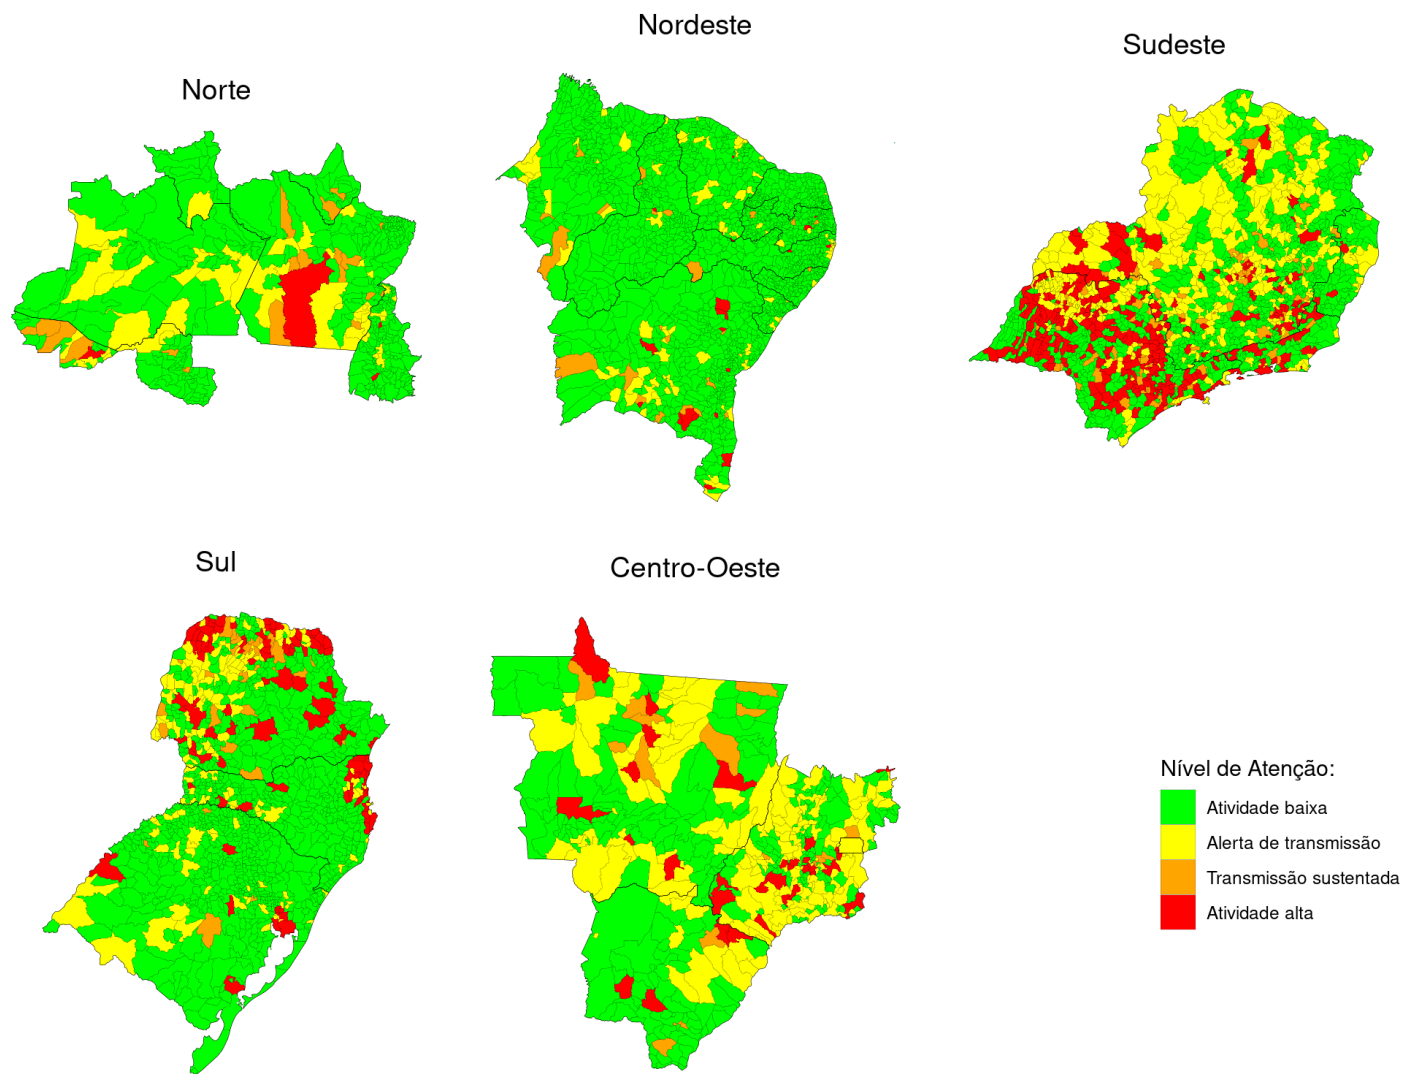 Norte
Nordeste
Sudeste
Sul
Centro-Oeste
Nível de Atenção:
Atividade baixa
Alerta de transmissão
Transmissão sustentada
Atividade alta